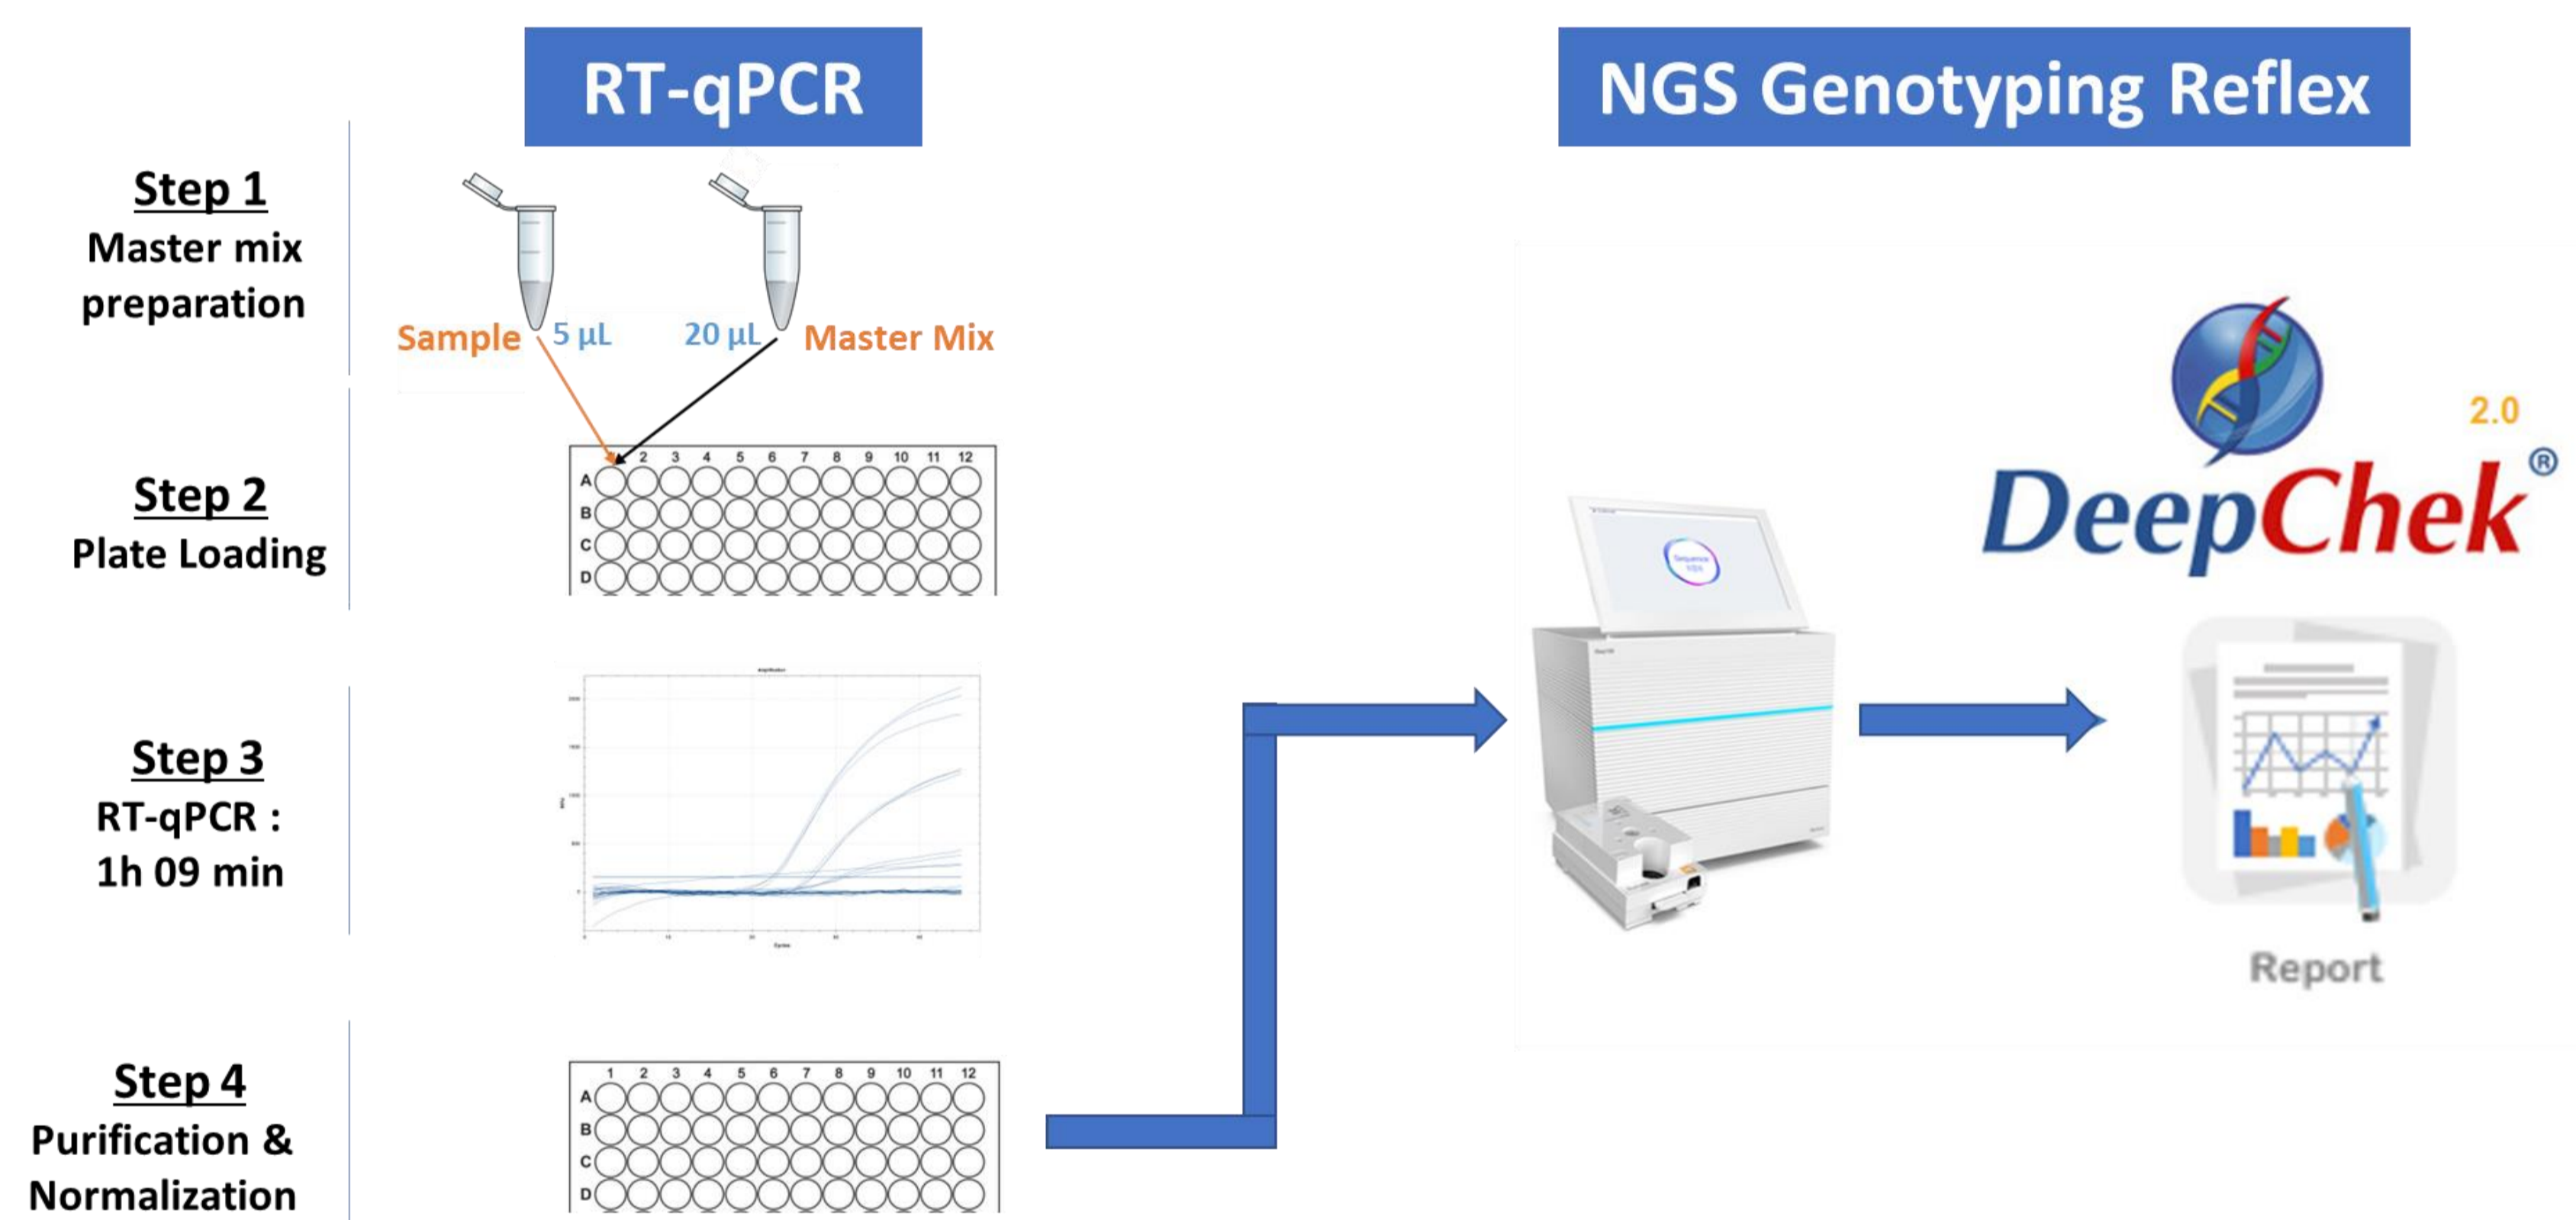 RT-qPCR
NGS Genotyping Reflex
Step 1
Master mix
preparation
Sample
5 µL
20 µL
Master Mix
Step 2
Plate Loading
2 3 4 5 6 7 8 9 10 11 12
A
B
C
D
Step 3
RT-qPCR :
1h 09 min
Amplification
Cycles
Step 4
Purification &
Normalization
1 2 3 4 5 6 7 8 9 10 11 12
A
B
C
D
2.0
DeepChek®
Report